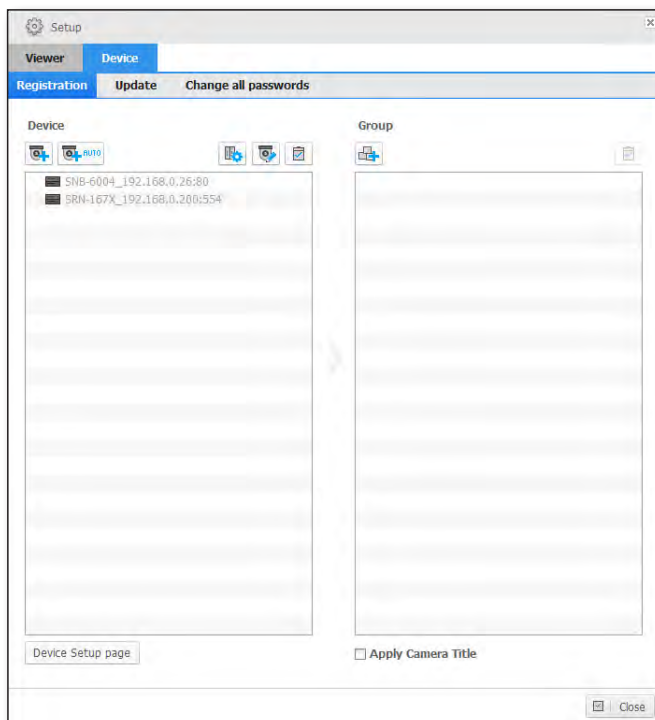 Setup
Viewer Device
Registration Update Change all passwords
Device Group
AUTO
SNB-6004_192.168.0.26:80
SRN-167X_192.168.0.200:554
Device Setup page
Apply Camera Title
Close